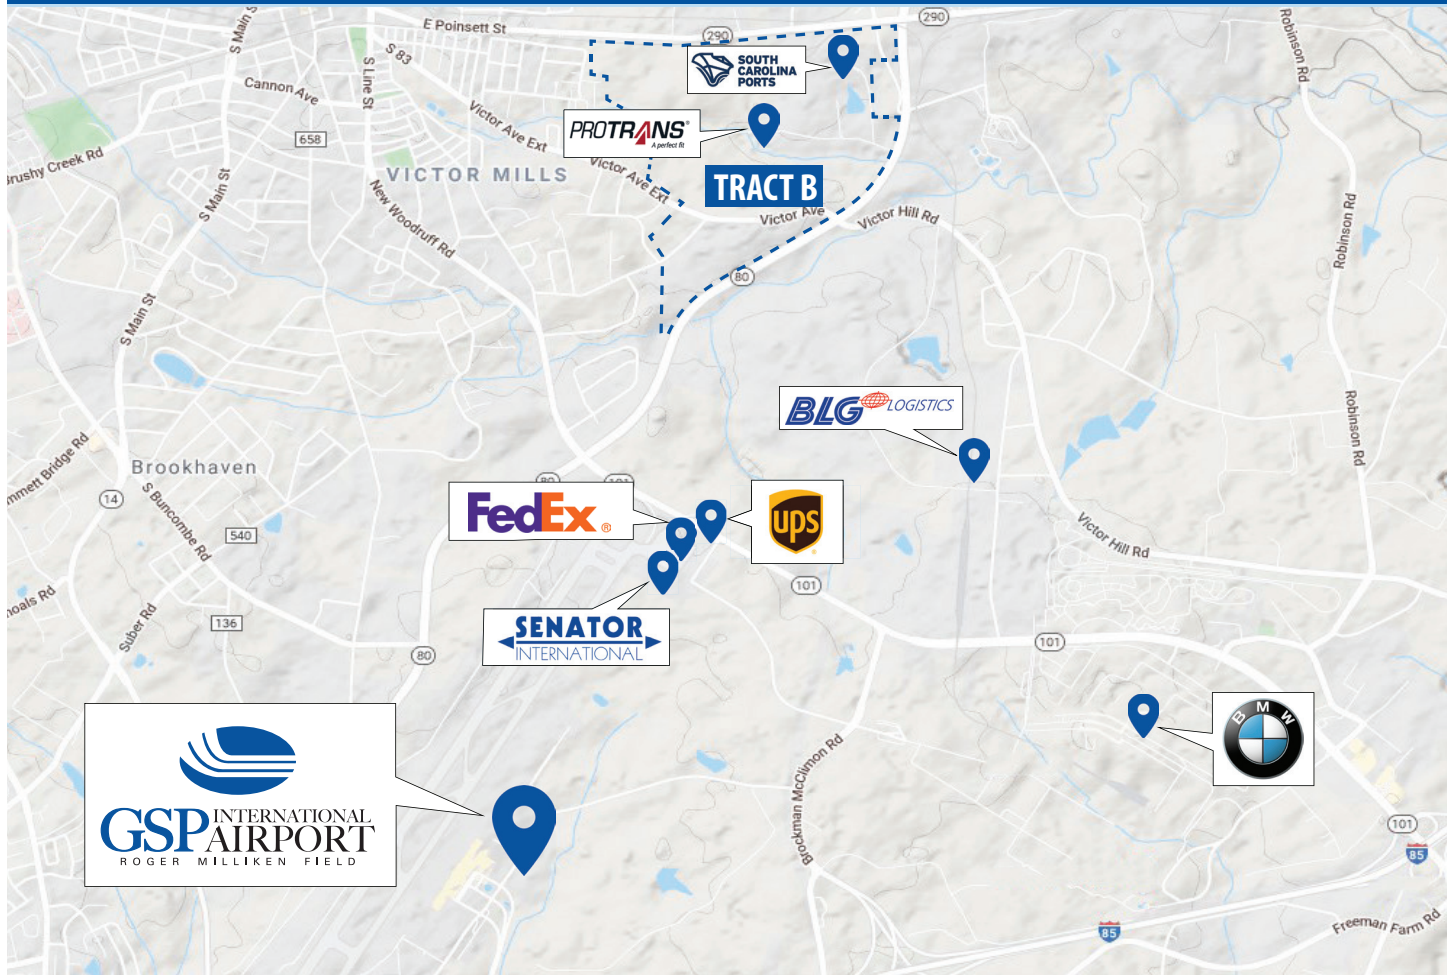 290
S Main S
E Poinsett St
290
Robinson Rd
S 83
SOUTH
CAROLINA
PORTS
S Line St
Cannon Ave
Victor Ave Ext
PROTRANS®
A perfect fit
658
Brushy Creek Rd
VICTOR MILLS
Victor Ave Ext
TRACT B
S Main St
New Woodruff Rd
Victor Ave
Victor Hill Rd
Robinson Rd
80
S Main St
BLG LOGISTICS
Robinson Rd
mmett Bridge Rd
Brookhaven
80
101
14
S Buncombe Rd
FedEx®
ups
Victor Hill Rd
540
101
noals Rd
Suber Rd
136
SENATOR
INTERNATIONAL
101
80
BMW
GSP INTERNATIONAL
AIRPORT
ROGER MILLIKEN FIELD
Brockman McClimon Rd
101
85
85
Freeman Farm Rd